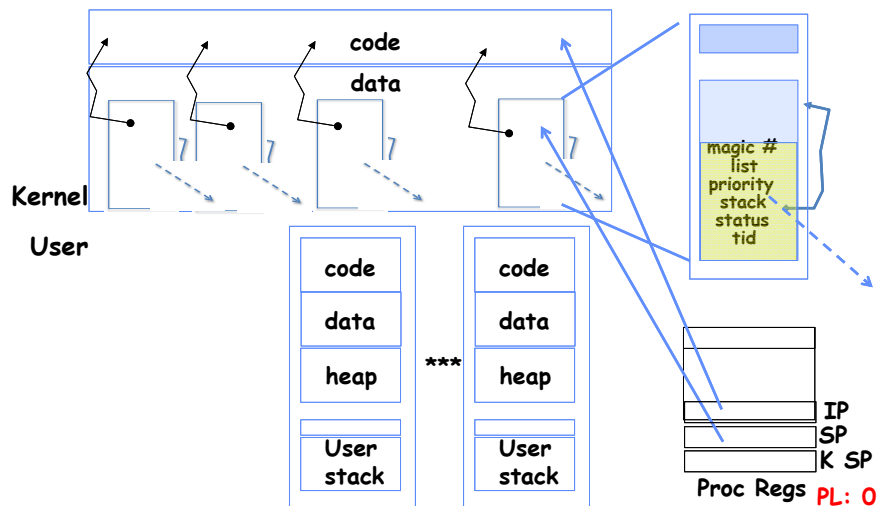 code
data
magic #
list
priority
stack
status
tid
Kernel
User
code
data
heap
User
stack
***
code
data
heap
User
stack
IP
SP
K SP
Proc Regs
PL: 0